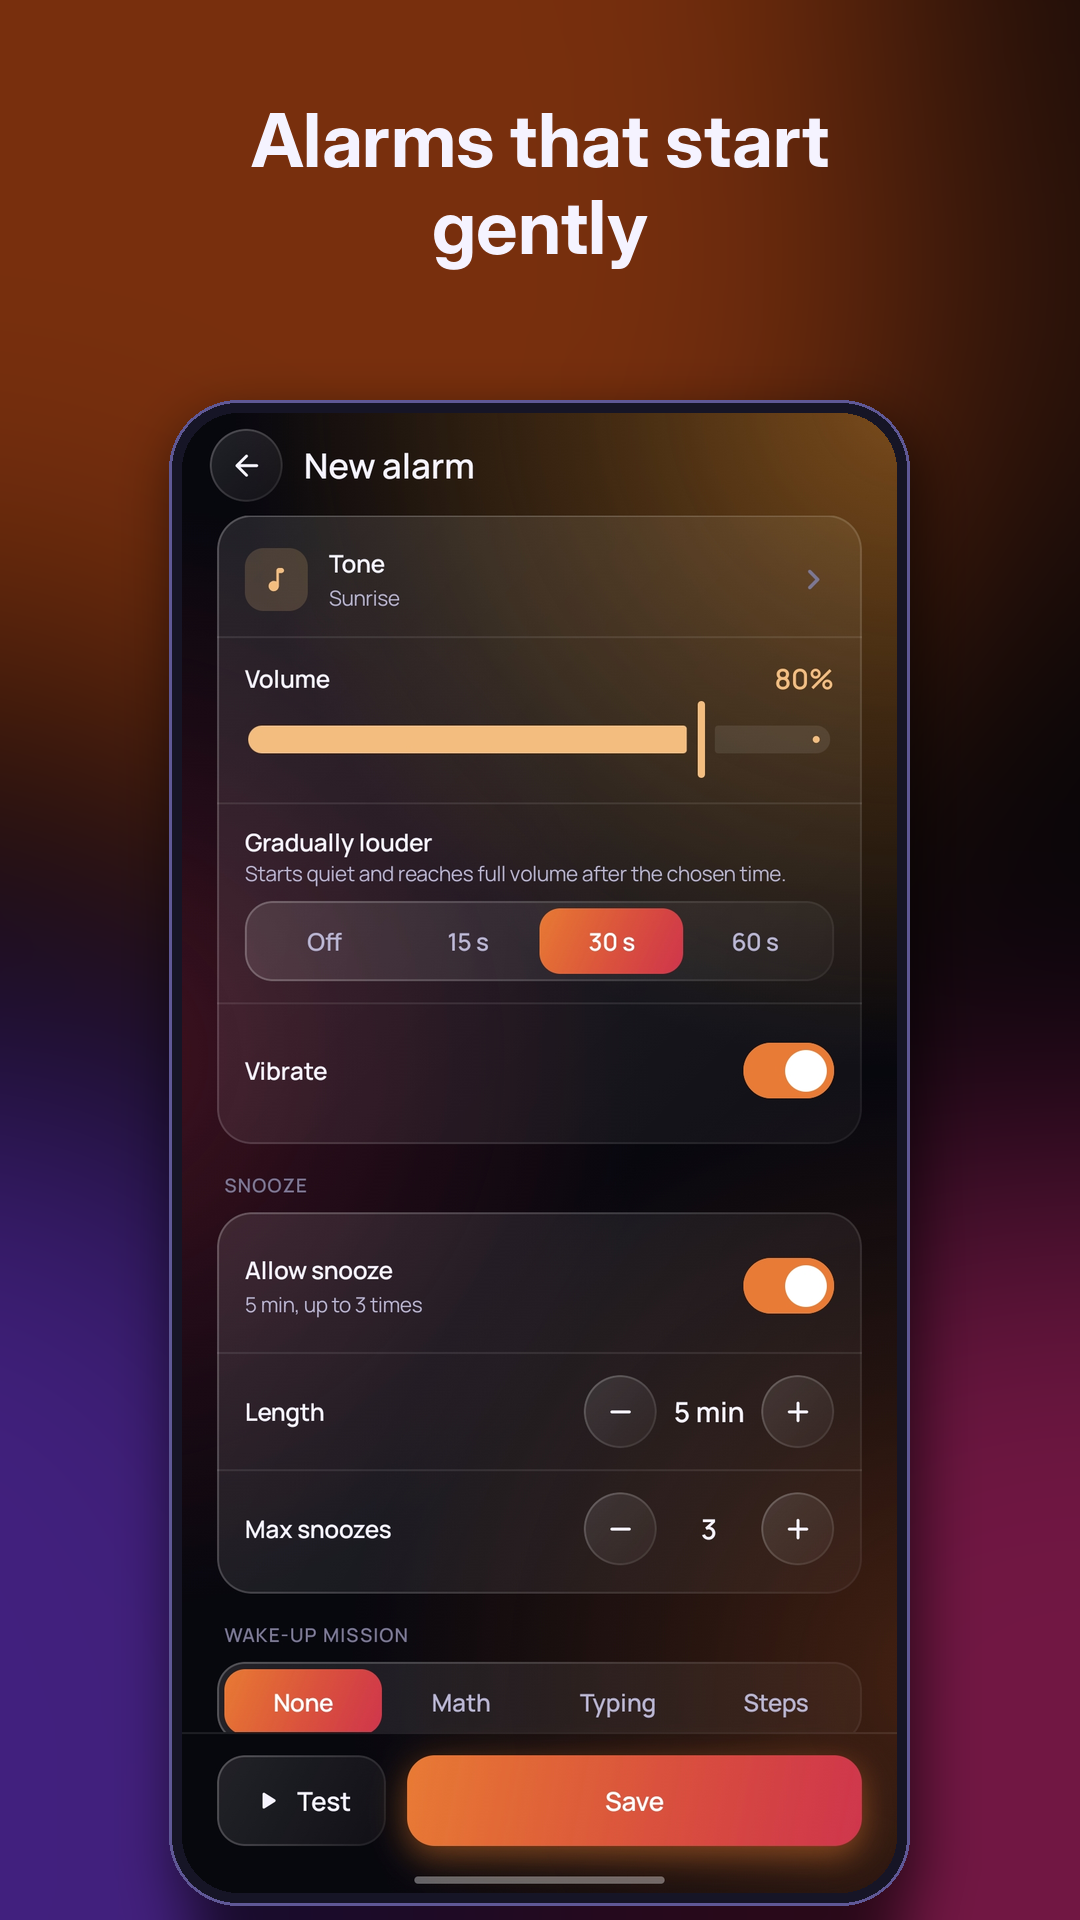 Alarms that start
gently
New alarm
Tone
Sunrise
Volume 80%
Gradually louder
Starts quiet and reaches full volume after the chosen time.
Off 15 s 30 s 60 s
Vibrate
SNOOZE
Allow snooze
5 min, up to 3 times
Length 5 min
Max snoozes 3
WAKE-UP MISSION
None Math Typing Steps
Test Save